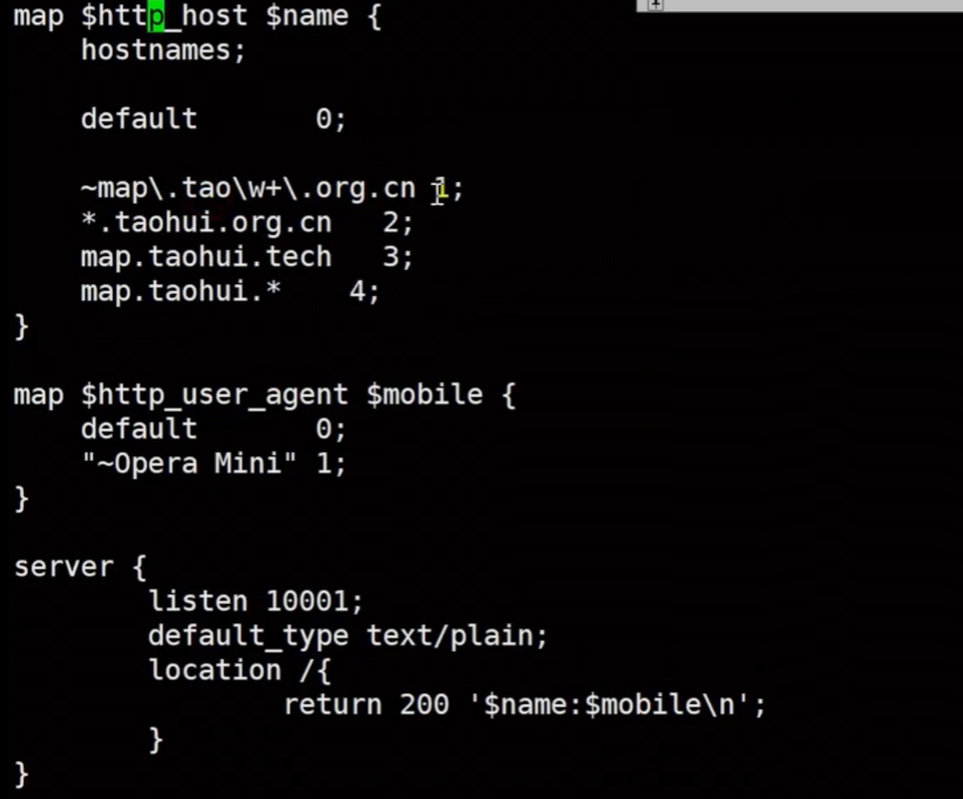 map $http_host $name {
    hostnames;

    default       0;

    ~map\.tao\w+\.org.cn 1;
    *.taohui.org.cn   2;
    map.taohui.tech   3;
    map.taohui.*    4;
}

map $http_user_agent $mobile {
    default       0;
    "~Opera Mini" 1;
}

server {
        listen 10001;
        default_type text/plain;
        location /{
                return 200 '$name:$mobile\n';
        }
}